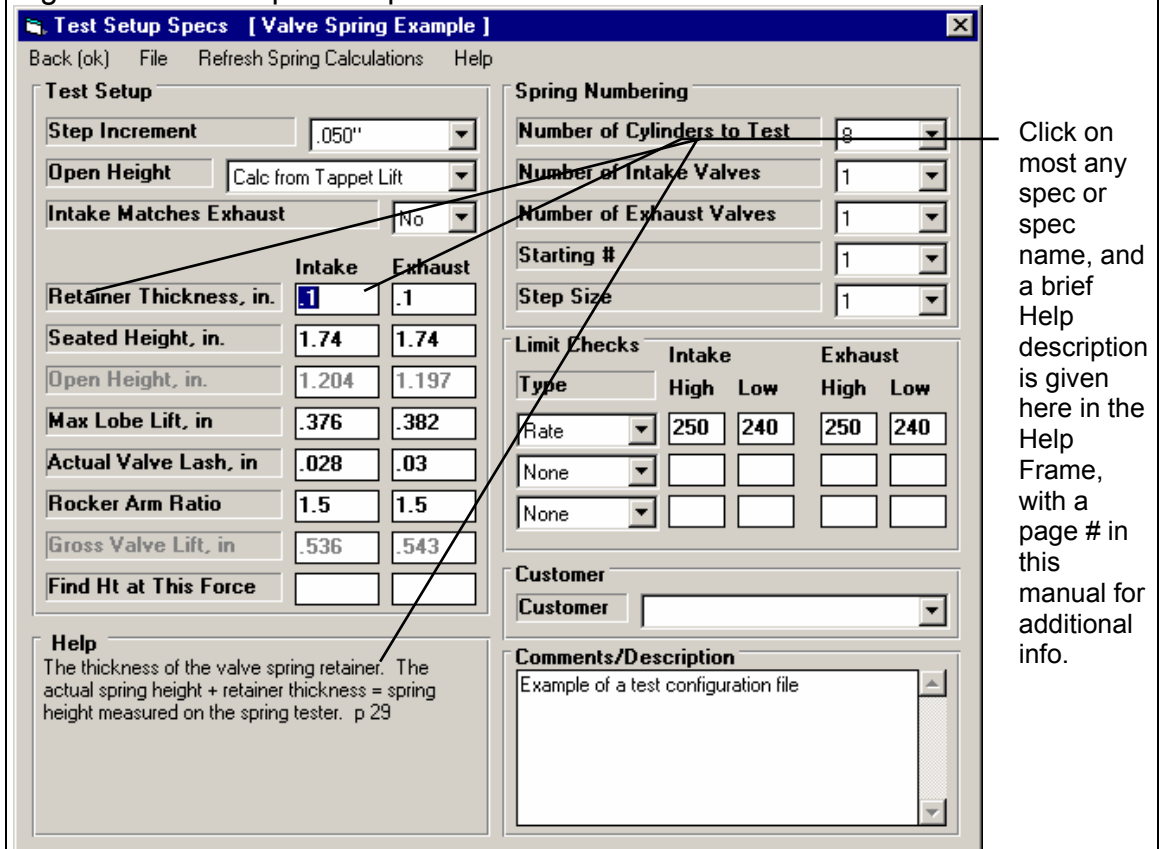 Test Setup Specs [ Valve Spring Example ]
Back (ok) File Refresh Spring Calculations Help
Test Setup
Step Increment .050"
Open Height Calc from Tappet Lift
Intake Matches Exhaust No
Intake Exhaust
Retainer Thickness, in. .1 .1
Seated Height, in. 1.74 1.74
Open Height, in. 1.204 1.197
Max Lobe Lift, in .376 .382
Actual Valve Lash, in .028 .03
Rocker Arm Ratio 1.5 1.5
Gross Valve Lift, in .536 .543
Find Ht at This Force
Help
The thickness of the valve spring retainer. The
actual spring height + retainer thickness = spring
height measured on the spring tester. p 29
Spring Numbering
Number of Cylinders to Test 8
Number of Intake Valves 1
Number of Exhaust Valves 1
Starting # 1
Step Size 1
Limit Checks Intake Exhaust
Type High Low High Low
Rate 250 240 250 240
None
None
Customer
Customer
Comments/Description
Example of a test configuration file
Click on
most any
spec or
spec
name, and
a brief
Help
description
is given
here in the
Help
Frame,
with a
page # in
this
manual for
additional
info.